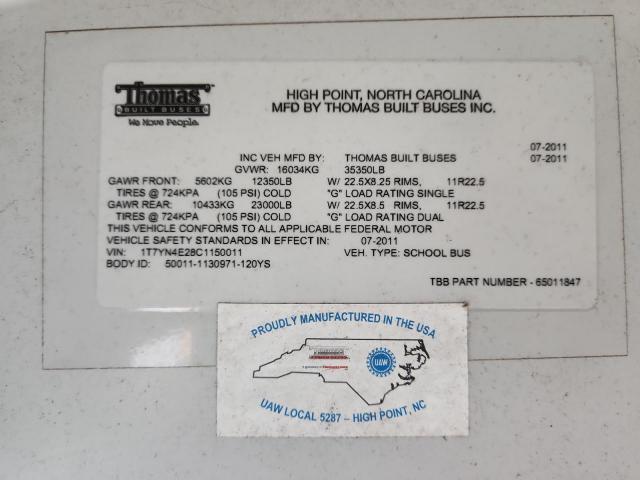 Thomas
BUILT BUSES
We Move People.
HIGH POINT, NORTH CAROLINA
MFD BY THOMAS BUILT BUSES INC.
07-2011
INC VEH MFD BY: THOMAS BUILT BUSES 07-2011
GVWR: 16034KG 35350LB
GAWR FRONT: 5602KG 12350LB W/ 22.5X8.25 RIMS, 11R22.5
TIRES @ 724KPA (105 PSI) COLD "G" LOAD RATING SINGLE
GAWR REAR: 10433KG 23000LB W/ 22.5X8.5 RIMS, 11R22.5
TIRES @ 724KPA (105 PSI) COLD "G" LOAD RATING DUAL
THIS VEHICLE CONFORMS TO ALL APPLICABLE FEDERAL MOTOR
VEHICLE SAFETY STANDARDS IN EFFECT IN: 07-2011
VIN: 1T7YN4E28C1150011 VEH. TYPE: SCHOOL BUS
BODY ID: 50011-1130971-120YS
TBB PART NUMBER - 65011847
PROUDLY MANUFACTURED IN THE USA
UAW
UAW LOCAL 5287 – HIGH POINT, NC